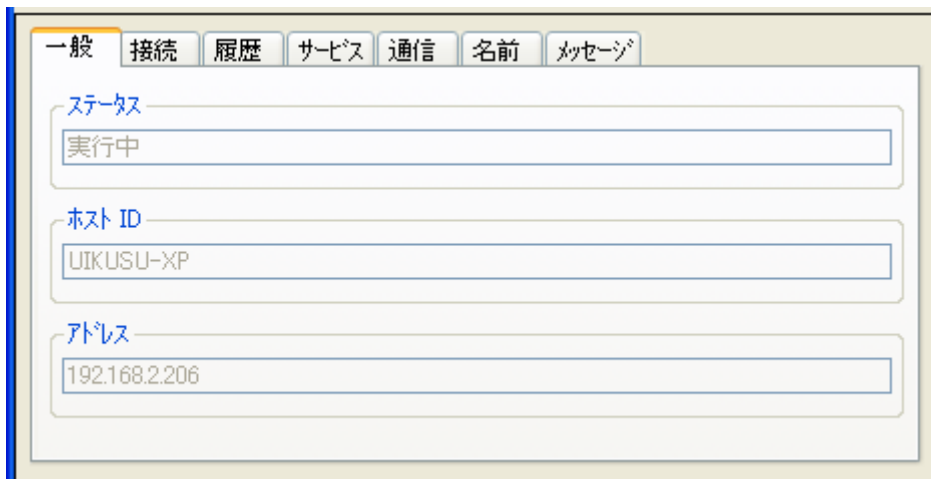 一般 接続 履歴 ｻｰﾋﾞｽ 通信 名前 ﾒｯｾｰｼﾞ
ｽﾃｰﾀｽ
実行中
ﾎｽﾄ ID
UIKUSU-XP
ｱﾄﾞﾚｽ
192.168.2.206